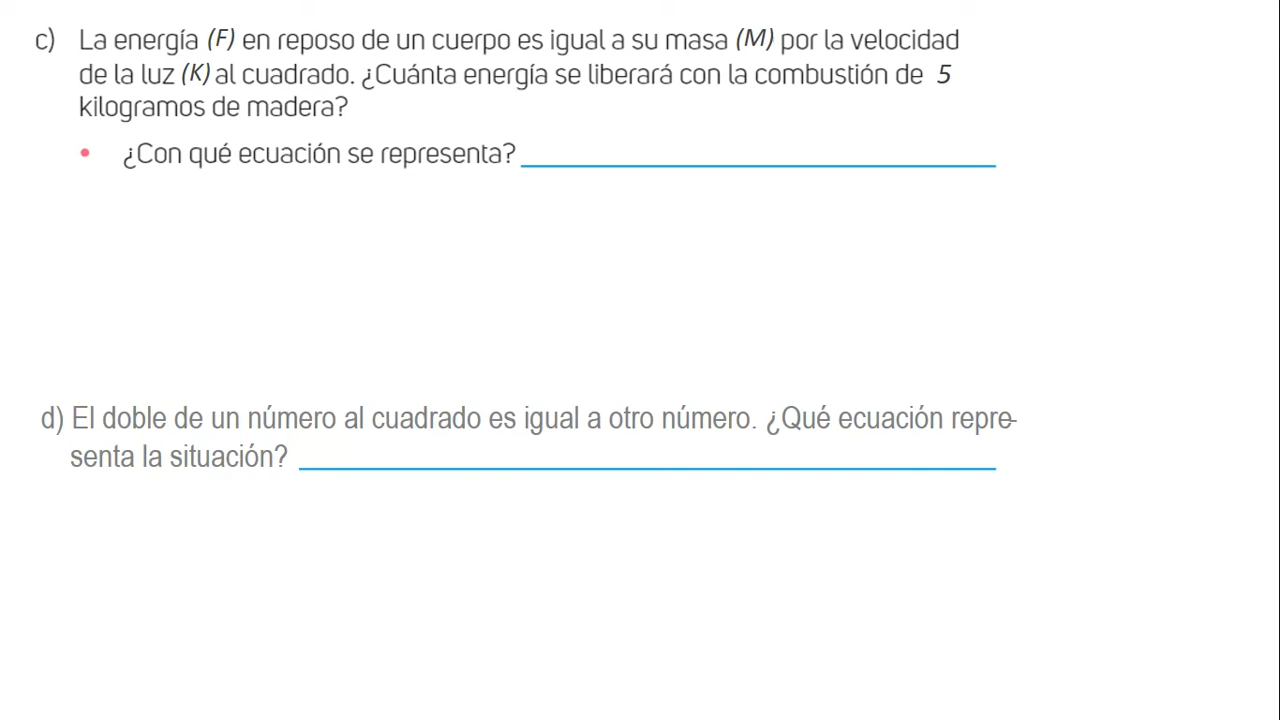 c) La energía (F) en reposo de un cuerpo es igual a su masa (M) por la velocidad
de la luz (K) al cuadrado. ¿Cuánta energía se liberará con la combustión de 5
kilogramos de madera?
• ¿Con qué ecuación se representa?
d) El doble de un número al cuadrado es igual a otro número. ¿Qué ecuación repre-
senta la situación?